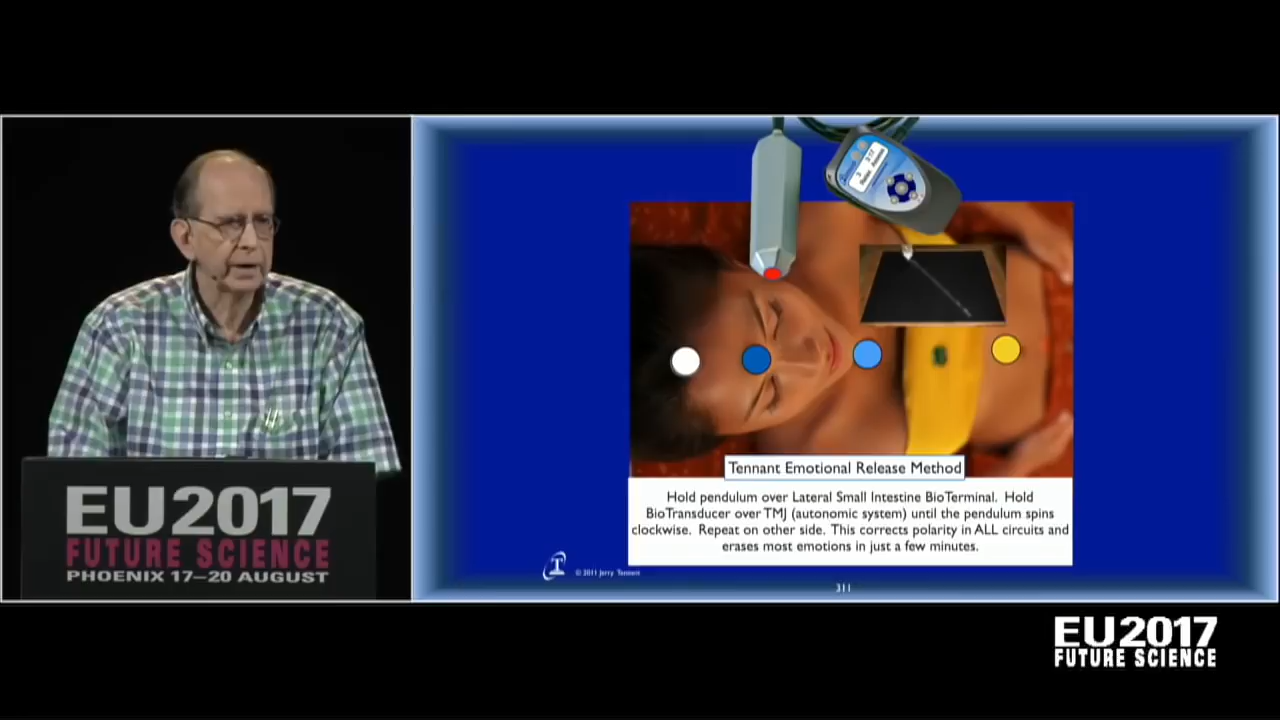 EU2017
FUTURE SCIENCE
PHOENIX 17–20 AUGUST
Tennant Emotional Release Method
Hold pendulum over Lateral Small Intestine BioTerminal. Hold
BioTransducer over TMJ (autonomic system) until the pendulum spins
clockwise. Repeat on other side. This corrects polarity in ALL circuits and
erases most emotions in just a few minutes.
T
© 2011 Jerry Tennant
311
EU2017
FUTURE SCIENCE